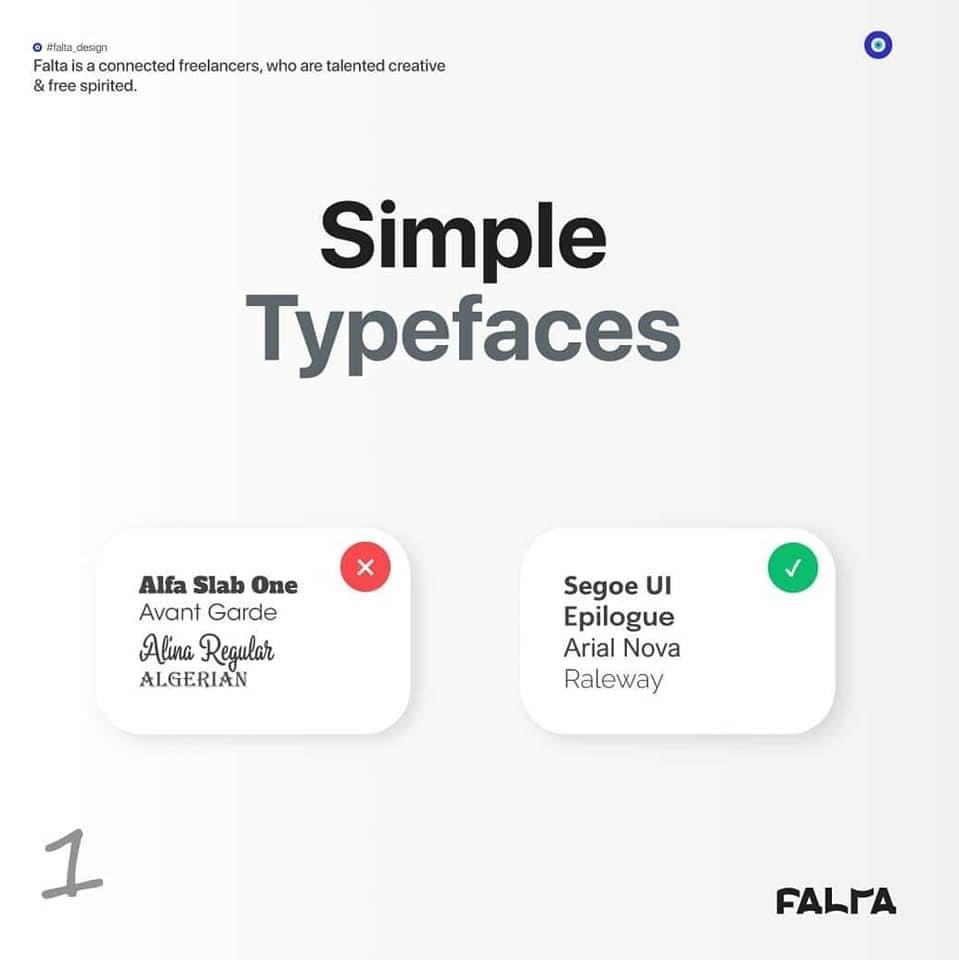 #falta_design
Falta is a connected freelancers, who are talented creative
& free spirited.
Simple
Typefaces
Alfa Slab One
Avant Garde
Alina Regular
ALGERIAN
Segoe UI
Epilogue
Arial Nova
Raleway
1
FALTA